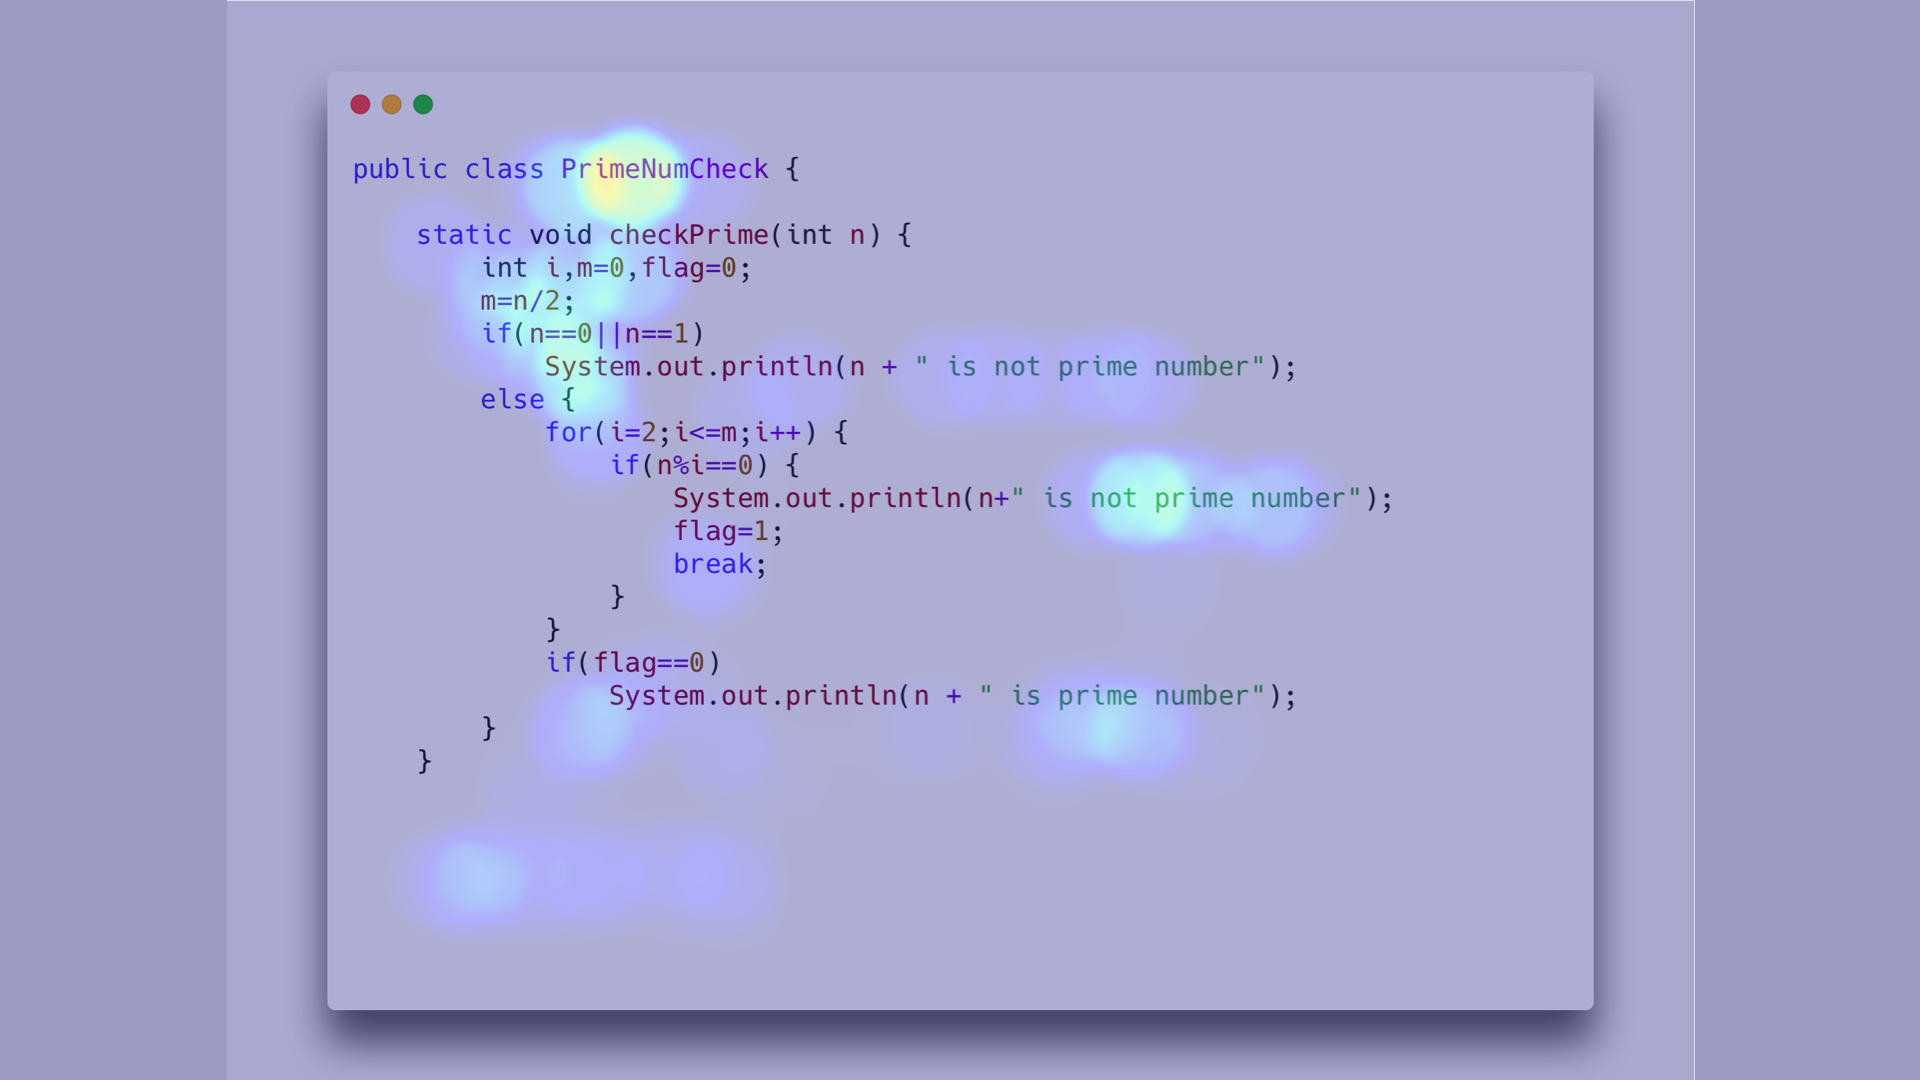 public class PrimeNumCheck {
static void checkPrime(int n) {
int i,m=0,flag=0;
m=n/2;
if(n==0||n==1)
System.out.println(n + " is not prime number");
else {
for(i=2;i<=m;i++) {
if(n%i==0) {
System.out.println(n+" is not prime number");
flag=1;
break;
}
}
if(flag==0)
System.out.println(n + " is prime number");
}
}